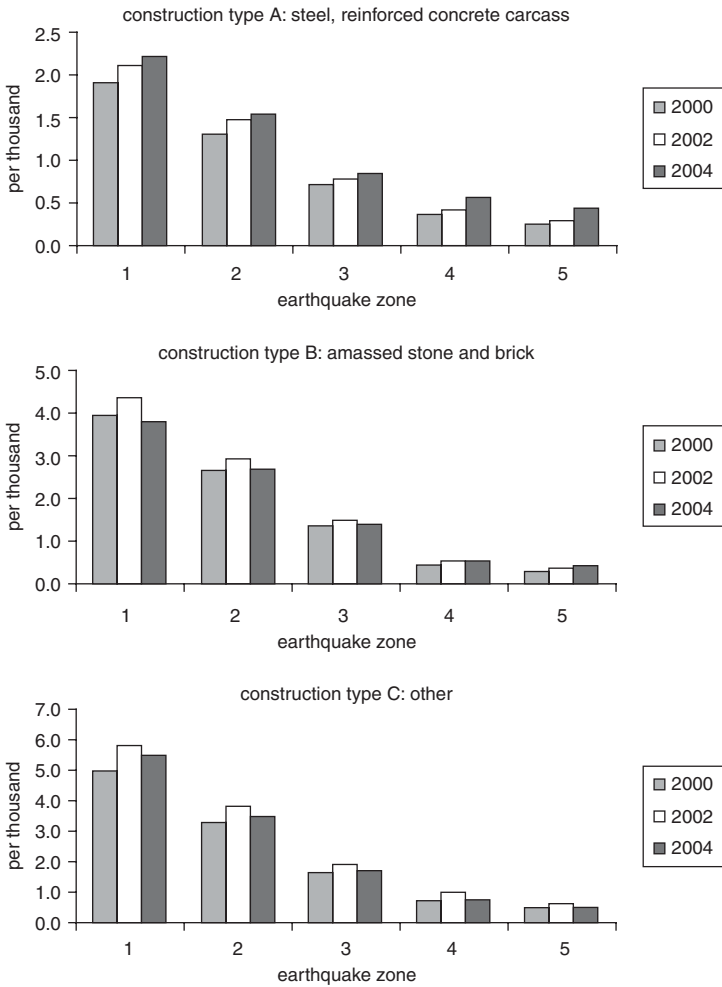 construction type A: steel, reinforced concrete carcass
2.5
2.0
1.5
1.0
0.5
0.0
per thousand
1 2 3 4 5
earthquake zone
2000
2002
2004
construction type B: amassed stone and brick
5.0
4.0
3.0
2.0
1.0
0.0
per thousand
1 2 3 4 5
earthquake zone
2000
2002
2004
construction type C: other
7.0
6.0
5.0
4.0
3.0
2.0
1.0
0.0
per thousand
1 2 3 4 5
earthquake zone
2000
2002
2004